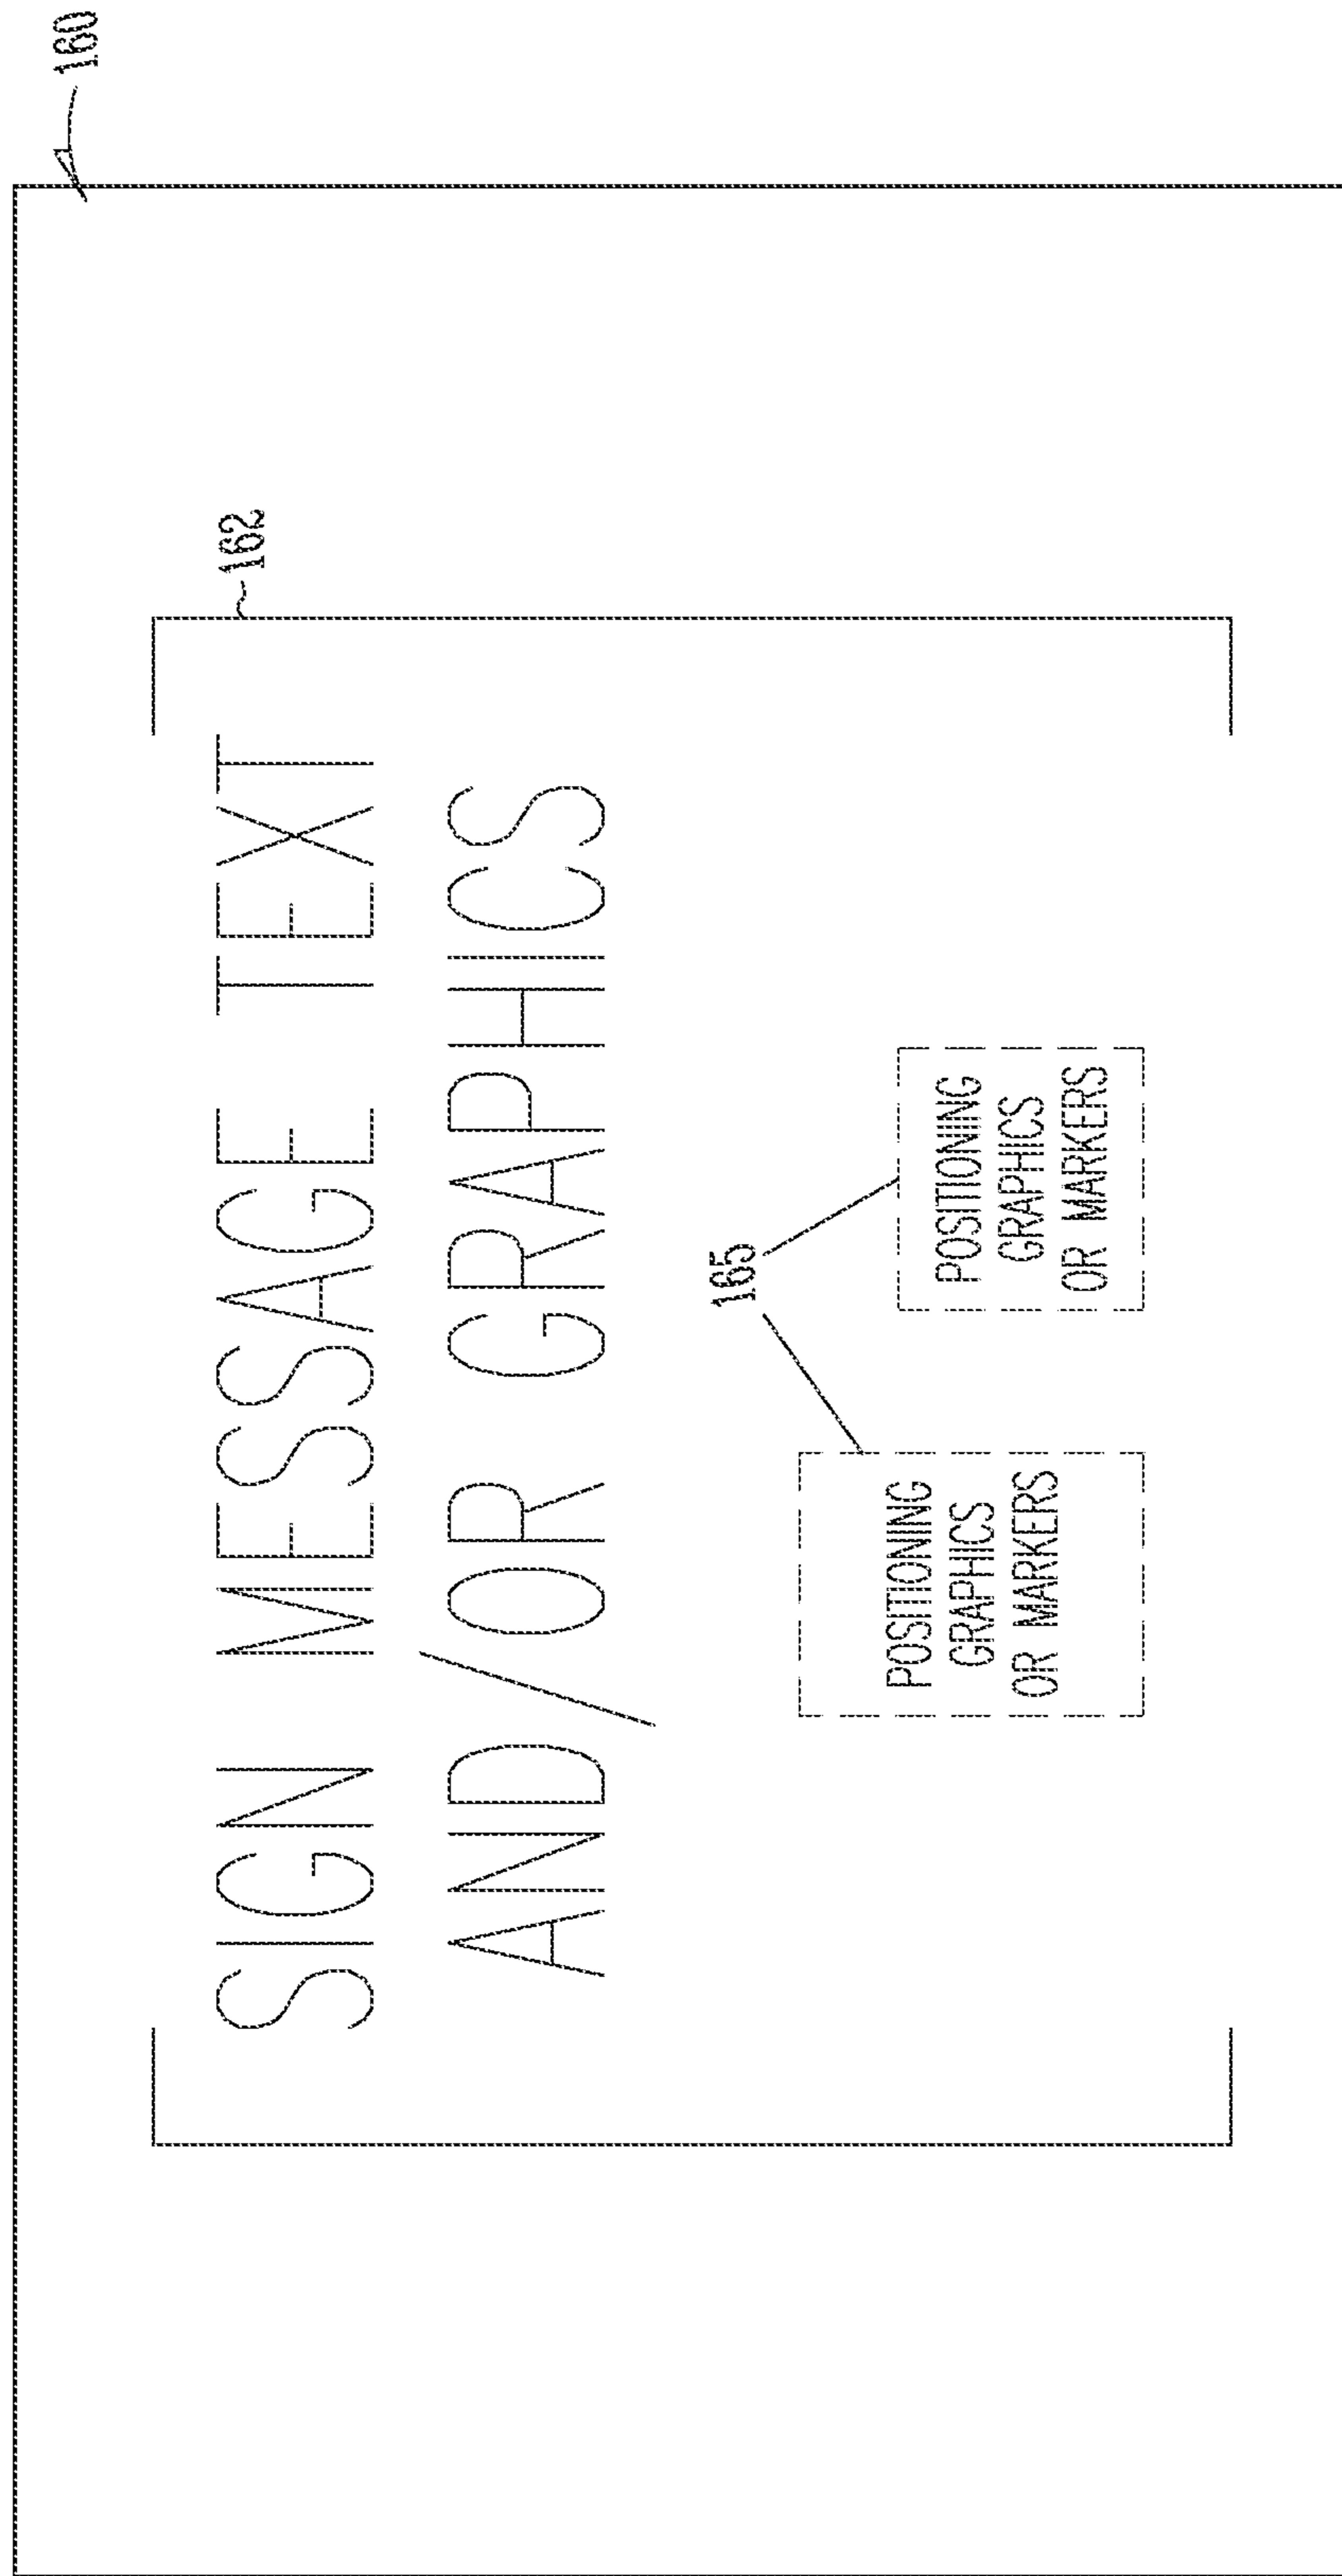 160
162
SIGN MESSAGE TEXT
AND/OR GRAPHICS
165
POSITIONING
GRAPHICS
OR MARKERS
POSITIONING
GRAPHICS
OR MARKERS